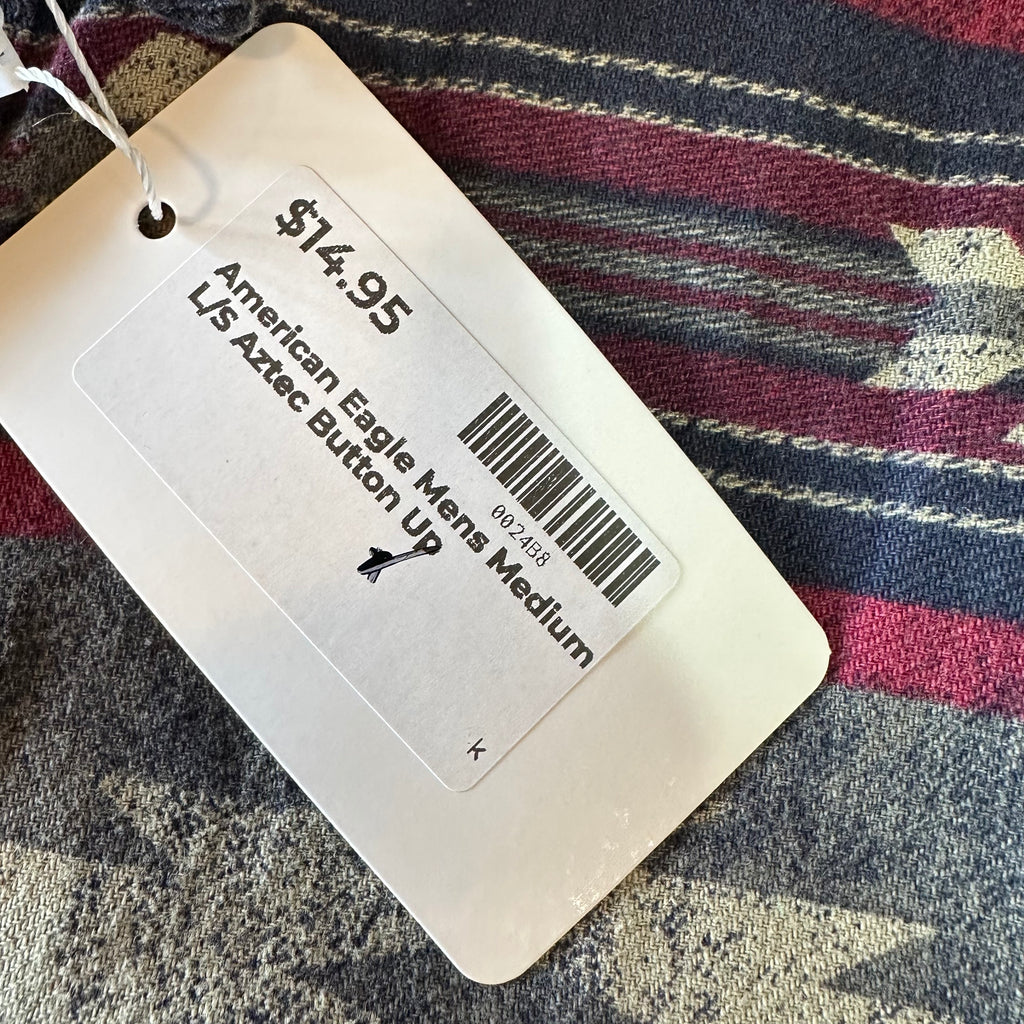 $14.95
American Eagle Mens Medium
L/S Aztec Button Up
0024B8
K